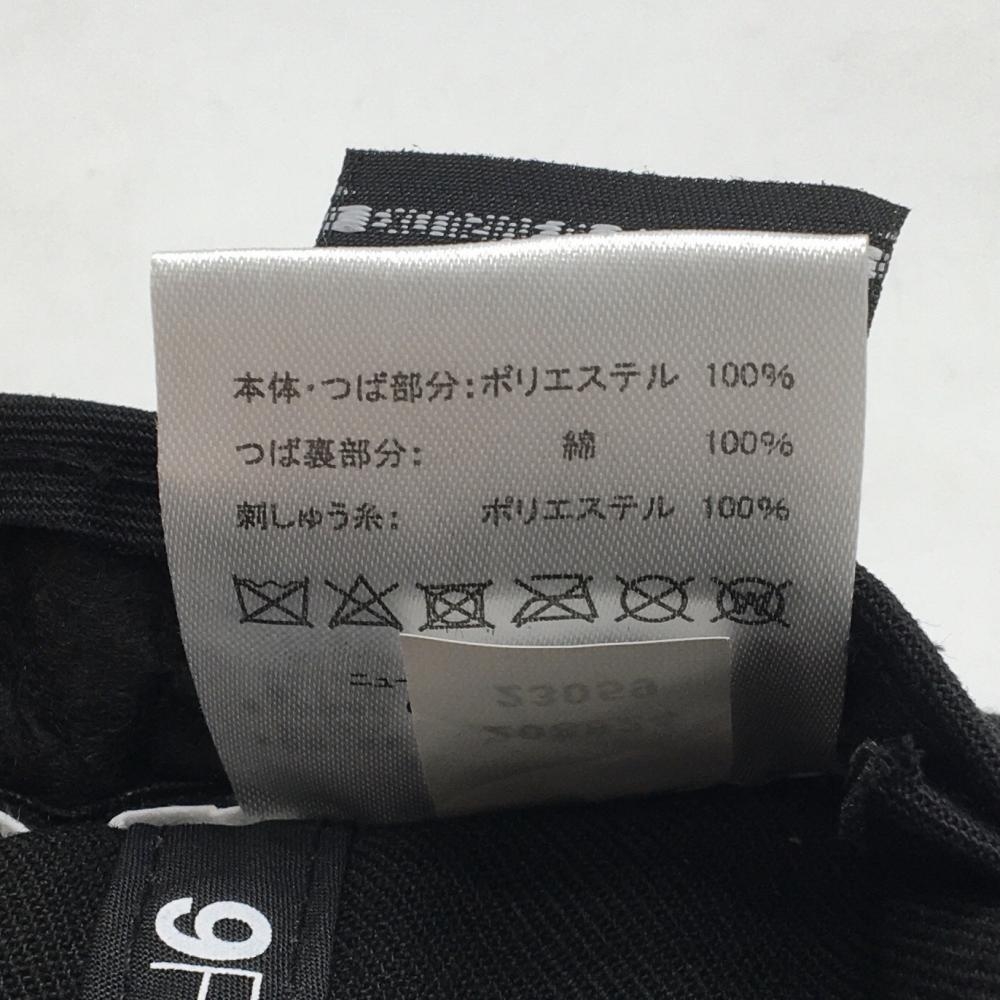 本体・つば部分:ポリエステル 100%
つば裏部分: 綿 100%
刺しゅう糸: ポリエステル 100%
ニュー
23059
9F